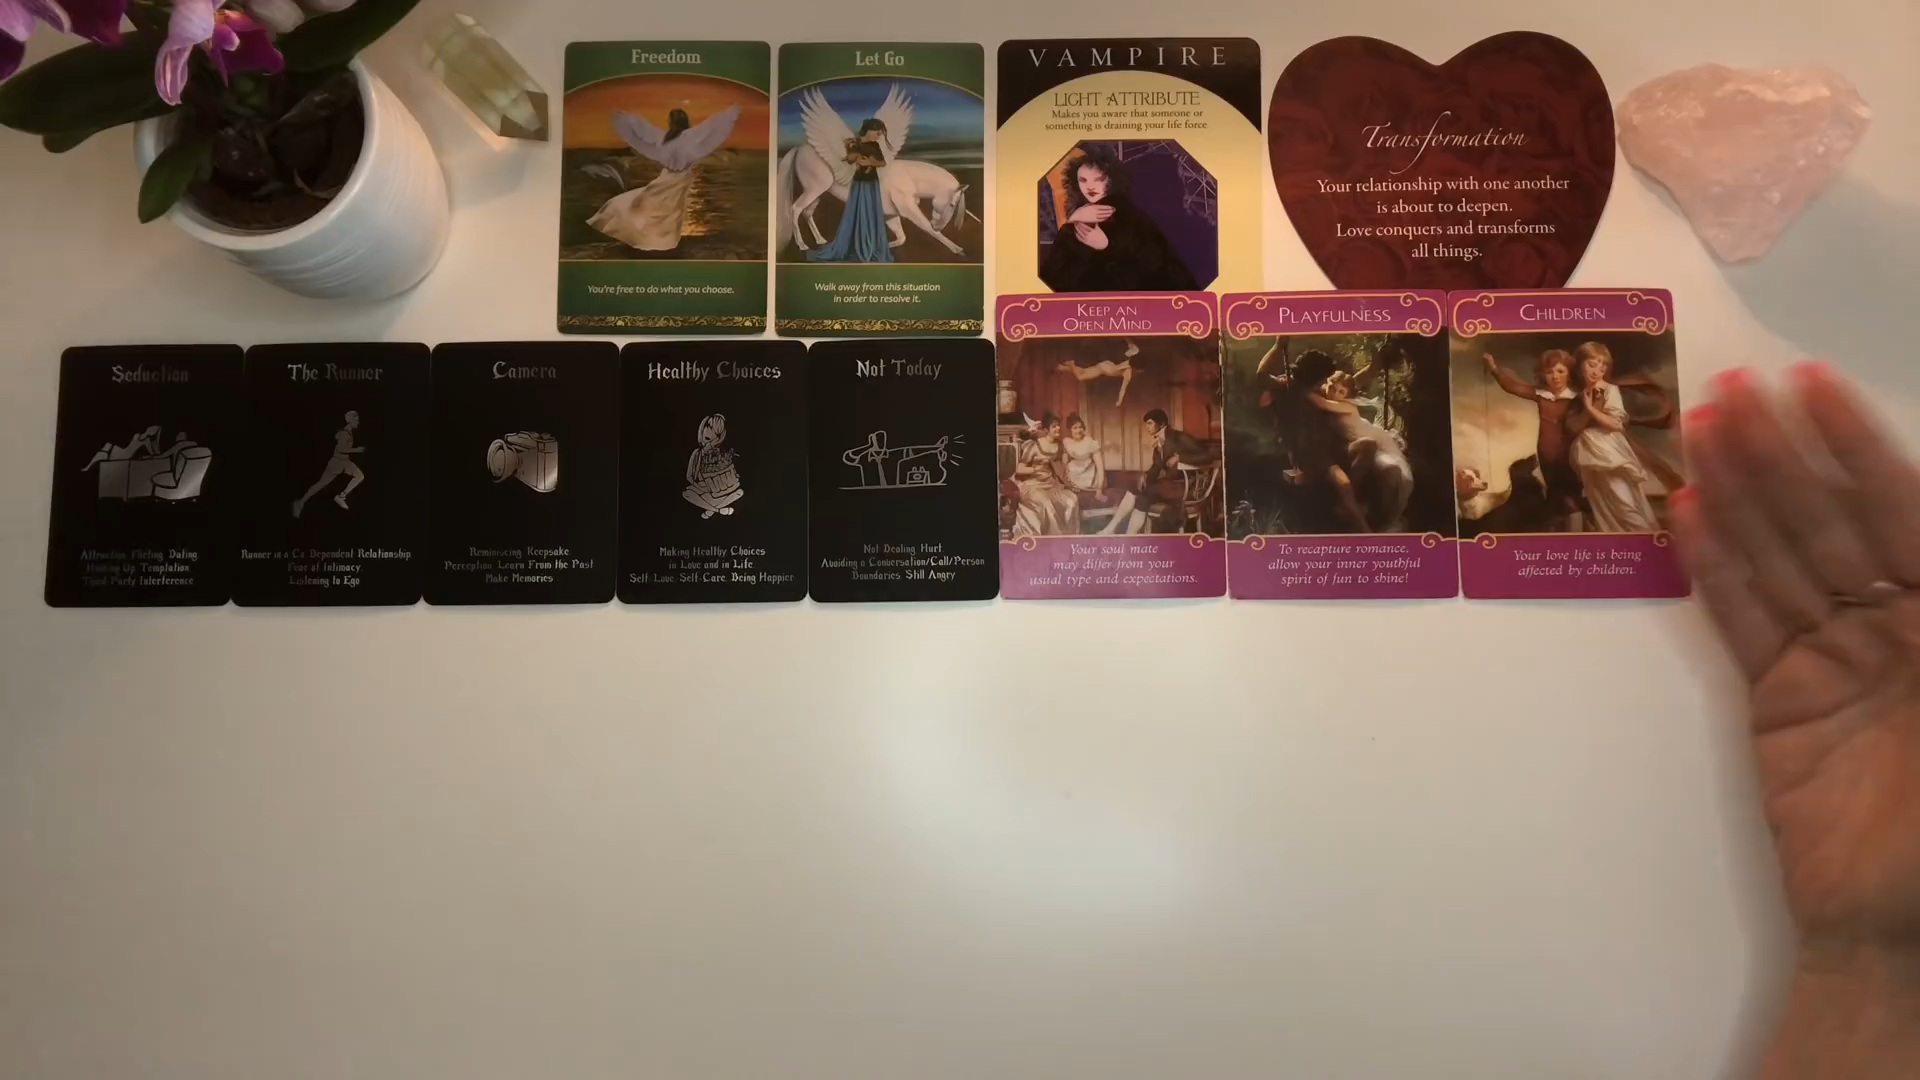 Freedom
You're free to do what you choose.
Let Go
Walk away from this situation
in order to resolve it.
VAMPIRE
LIGHT ATTRIBUTE
Makes you aware that someone or
something is draining your life force.
Transformation
Your relationship with one another
is about to deepen.
Love conquers and transforms
all things.
Seduction
Attraction. Flirting. Dating.
Hooking Up. Temptation.
Third-Party Interference
The Runner
Runner in a Co-Dependent Relationship.
Fear of Intimacy.
Listening to Ego
Camera
Reminiscing. Keepsake.
Perception. Learn From the Past
Make Memories
Healthy Choices
Making Healthy Choices
in Love and in Life.
Self-Love. Self-Care. Being Happier
Not Today
Not Dealing. Hurt
Avoiding a Conversation/Call/Person
Boundaries. Still Angry
KEEP AN
OPEN MIND
Your soul mate
may differ from your
usual type and expectations.
PLAYFULNESS
To recapture romance,
allow your inner youthful
spirit of fun to shine!
CHILDREN
Your love life is being
affected by children.